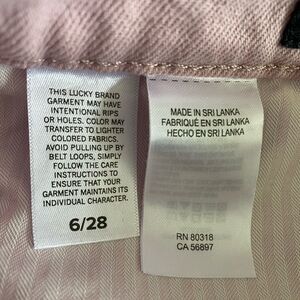 THIS LUCKY BRAND
GARMENT MAY HAVE
INTENTIONAL RIPS
OR HOLES. COLOR MAY
TRANSFER TO LIGHTER
COLORED FABRICS.
AVOID PULLING UP BY
BELT LOOPS, SIMPLY
FOLLOW THE CARE
INSTRUCTIONS TO
ENSURE THAT YOUR
GARMENT MAINTAINS ITS
INDIVIDUAL CHARACTER.
6/28
MADE IN SRI LANKA
FABRIQUÉ EN SRI LANKA
HECHO EN SRI LANKA
RN 80318
CA 56897